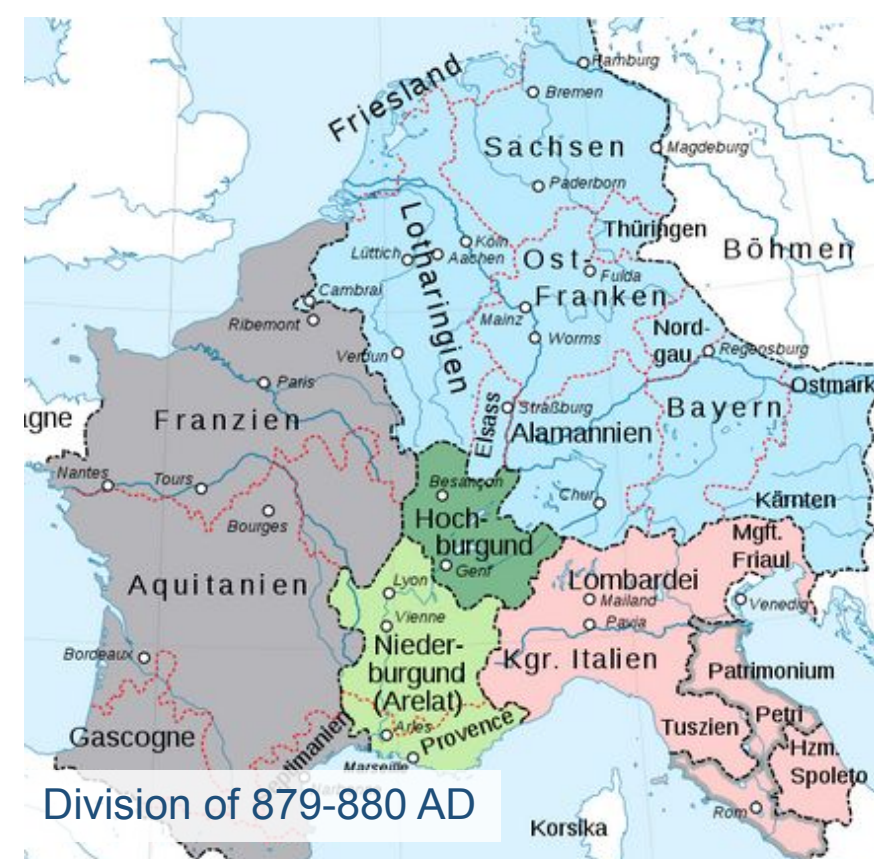 Hamburg
Friesland
Bremen
Sachsen
Magdeburg
Paderborn
Thüringen
Lotharingien
Köln
Lüttich
Aachen
Böhmen
Ost-
Fulda
Franken
Cambrai
Ribemont
Mainz
Worms
Nord-
gau
Regensburg
Verdun
Ostmark
Paris
Elsass
Straßburg
Bayern
agne
Franzien
Alamannien
Nantes
Tours
Besançon
Chur
Kärnten
Bourges
Hoch-
burgund
Mgft.
Friaul
Genf
Aquitanien
Lyon
Lombardei
Mailand
Venedig
Vienne
Pavia
Bordeaux
Nieder-
burgund
(Arelat)
Kgr. Italien
Patrimonium
Petri
Gascogne
Arles
Provence
Tuszien
Hzm.
Spoleto
Marseille
Rom
Korsika
Division of 879-880 AD